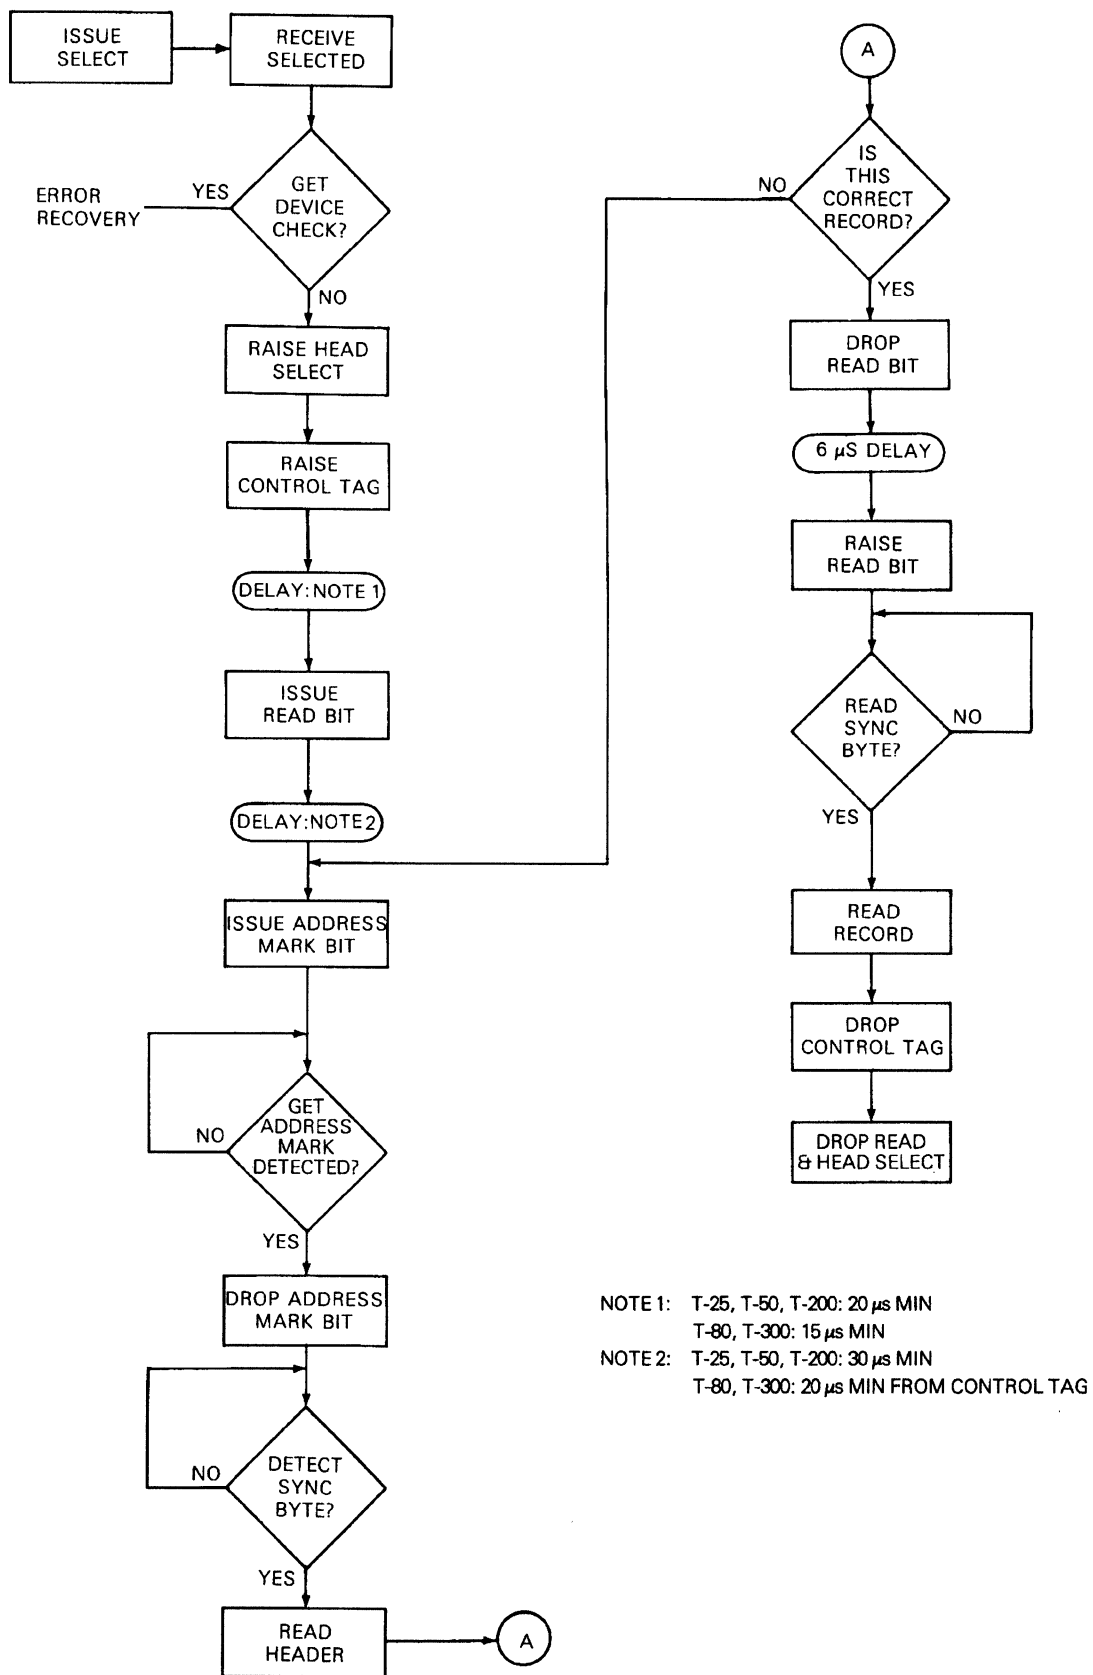 ISSUE
SELECT
RECEIVE
SELECTED
GET
DEVICE
CHECK?
YES
ERROR
RECOVERY
NO
RAISE HEAD
SELECT
RAISE
CONTROL TAG
DELAY: NOTE 1
ISSUE
READ BIT
DELAY: NOTE 2
ISSUE ADDRESS
MARK BIT
GET
ADDRESS
MARK
DETECTED?
NO
YES
DROP ADDRESS
MARK BIT
DETECT
SYNC
BYTE?
NO
YES
READ
HEADER
A
A
IS
THIS
CORRECT
RECORD?
NO
YES
DROP
READ BIT
6 µS DELAY
RAISE
READ BIT
READ
SYNC
BYTE?
NO
YES
READ
RECORD
DROP
CONTROL TAG
DROP READ
& HEAD SELECT
NOTE 1: T-25, T-50, T-200: 20 µs MIN
T-80, T-300: 15 µs MIN
NOTE 2: T-25, T-50, T-200: 30 µs MIN
T-80, T-300: 20 µs MIN FROM CONTROL TAG